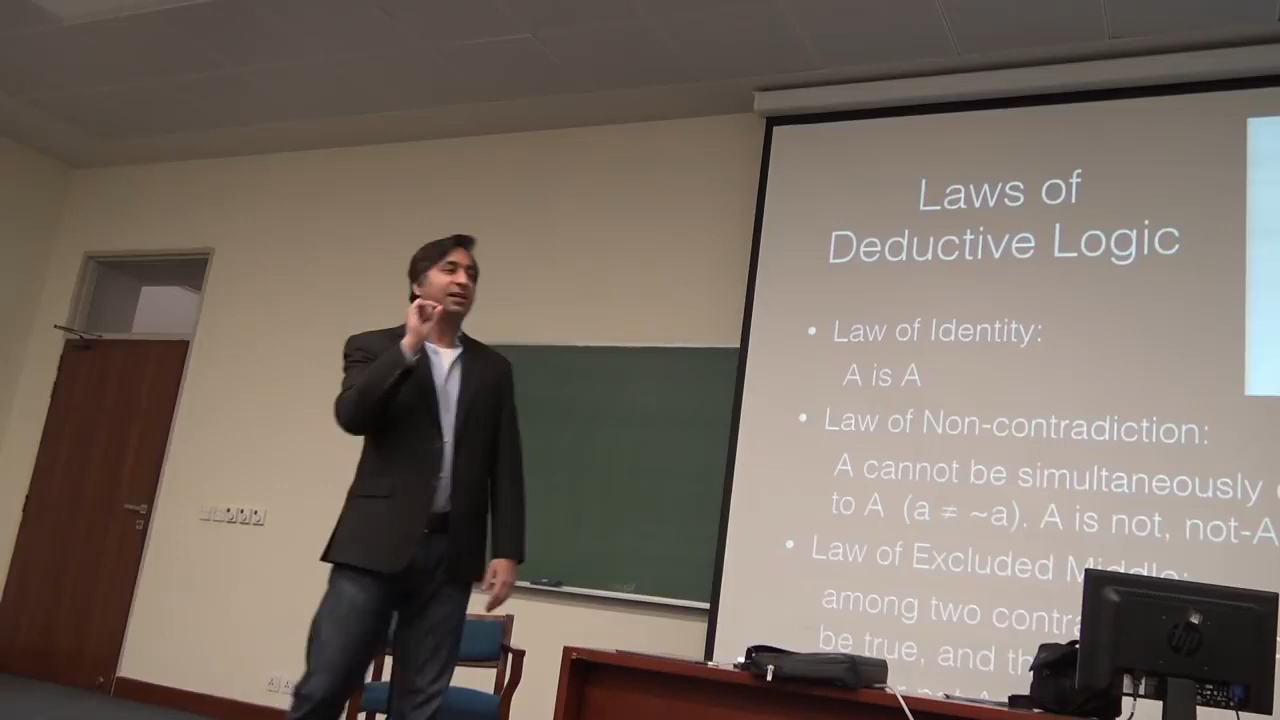 Laws of
Deductive Logic
• Law of Identity:
A is A
• Law of Non-contradiction:
A cannot be simultaneously
to A (a ≠ ~a). A is not, not-A
• Law of Excluded Middle:
among two contra
be true, and th
hp